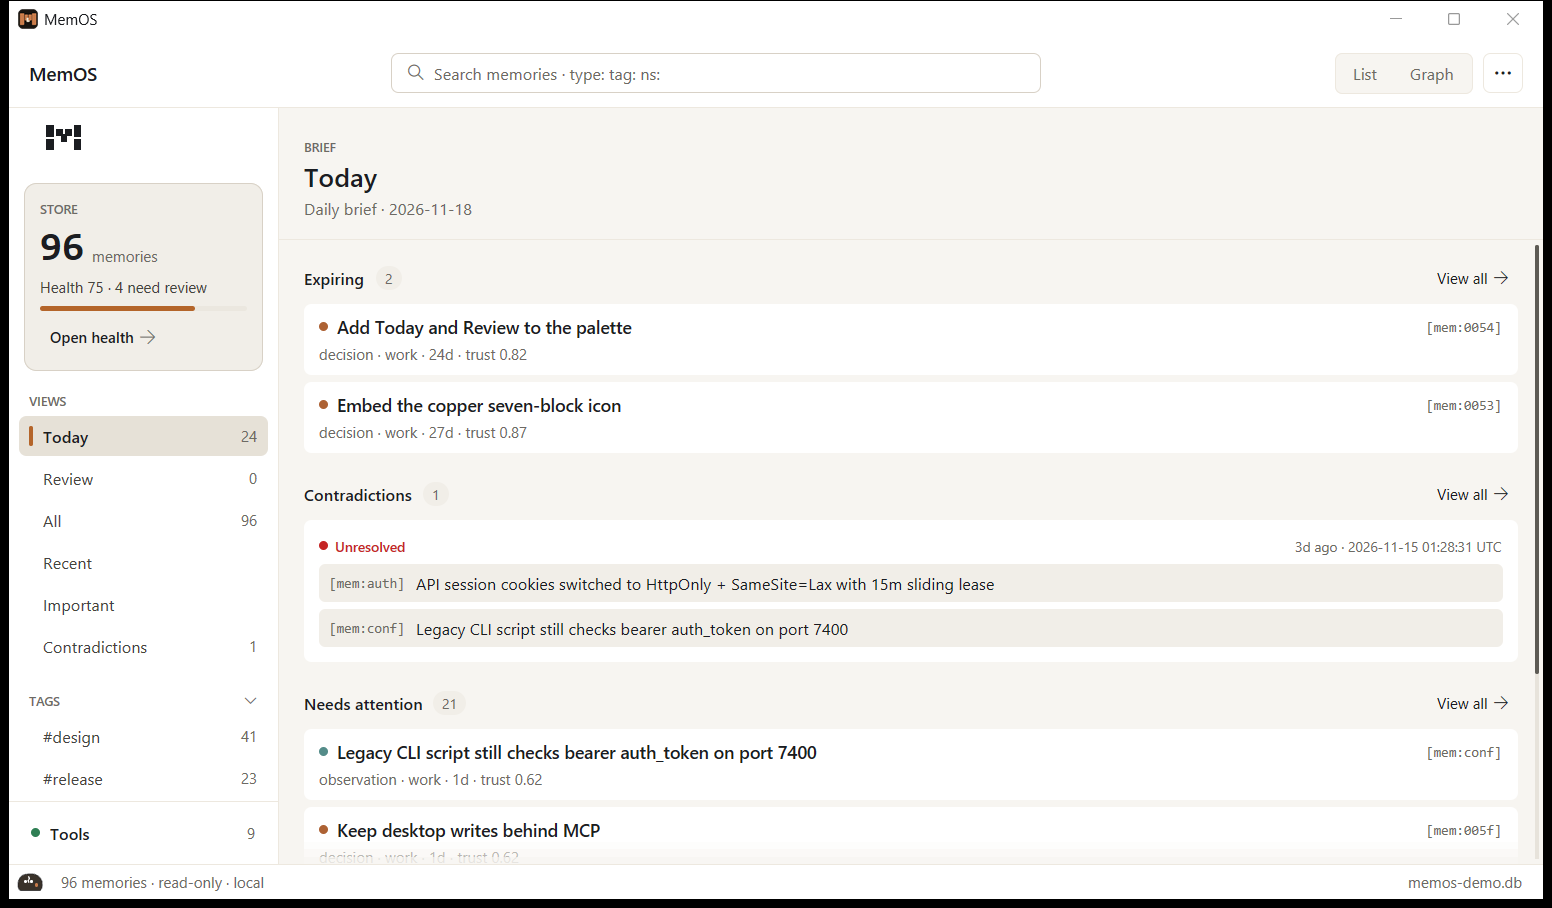 MemOS
MemOS
Search memories · type: tag: ns:
List
Graph
STORE
96 memories
Health 75 · 4 need review
Open health →
VIEWS
Today 24
Review 0
All 96
Recent
Important
Contradictions 1
TAGS
#design 41
#release 23
Tools 9
BRIEF
Today
Daily brief · 2026-11-18
Expiring 2
View all →
Add Today and Review to the palette
[mem:0054]
decision · work · 24d · trust 0.82
Embed the copper seven-block icon
[mem:0053]
decision · work · 27d · trust 0.87
Contradictions 1
View all →
Unresolved
3d ago · 2026-11-15 01:28:31 UTC
[mem:auth] API session cookies switched to HttpOnly + SameSite=Lax with 15m sliding lease
[mem:conf] Legacy CLI script still checks bearer auth_token on port 7400
Needs attention 21
View all →
Legacy CLI script still checks bearer auth_token on port 7400
[mem:conf]
observation · work · 1d · trust 0.62
Keep desktop writes behind MCP
[mem:005f]
decision · work · 1d · trust 0.62
96 memories · read-only · local
memos-demo.db